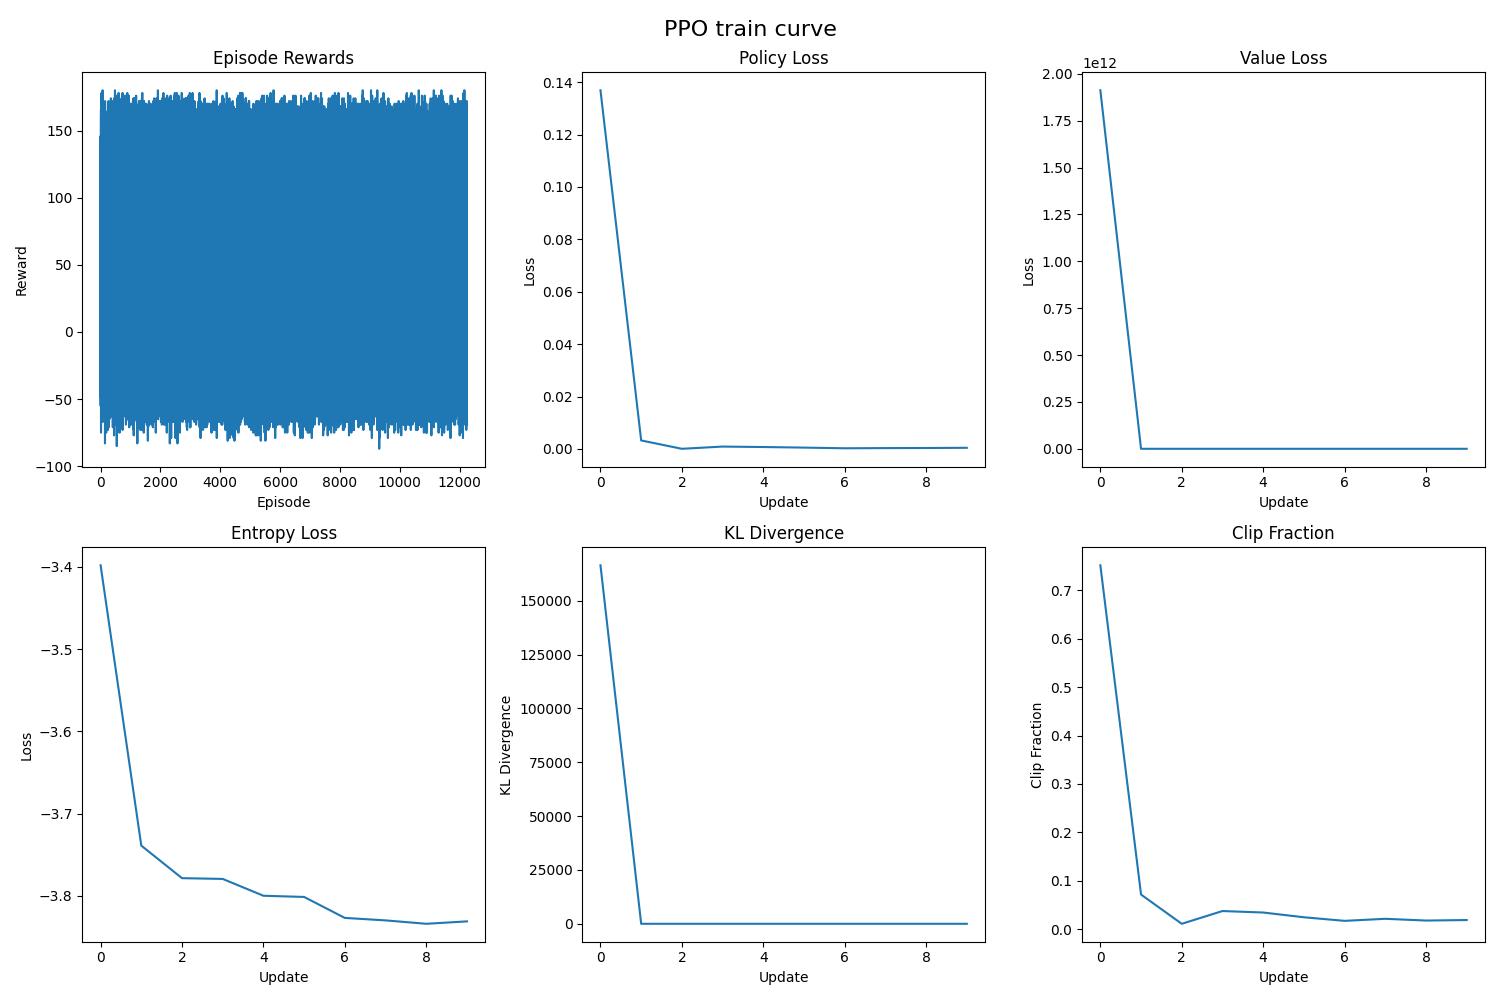 PPO train curve
Episode Rewards
150
100
50
0
−50
−100
0 2000 4000 6000 8000 10000 12000
Reward
Episode
Policy Loss
0.14
0.12
0.10
0.08
0.06
0.04
0.02
0.00
0 2 4 6 8
Loss
Update
Value Loss
1e12
2.00
1.75
1.50
1.25
1.00
0.75
0.50
0.25
0.00
0 2 4 6 8
Loss
Update
Entropy Loss
−3.4
−3.5
−3.6
−3.7
−3.8
0 2 4 6 8
Loss
Update
KL Divergence
150000
125000
100000
75000
50000
25000
0
0 2 4 6 8
KL Divergence
Update
Clip Fraction
0.7
0.6
0.5
0.4
0.3
0.2
0.1
0.0
0 2 4 6 8
Clip Fraction
Update